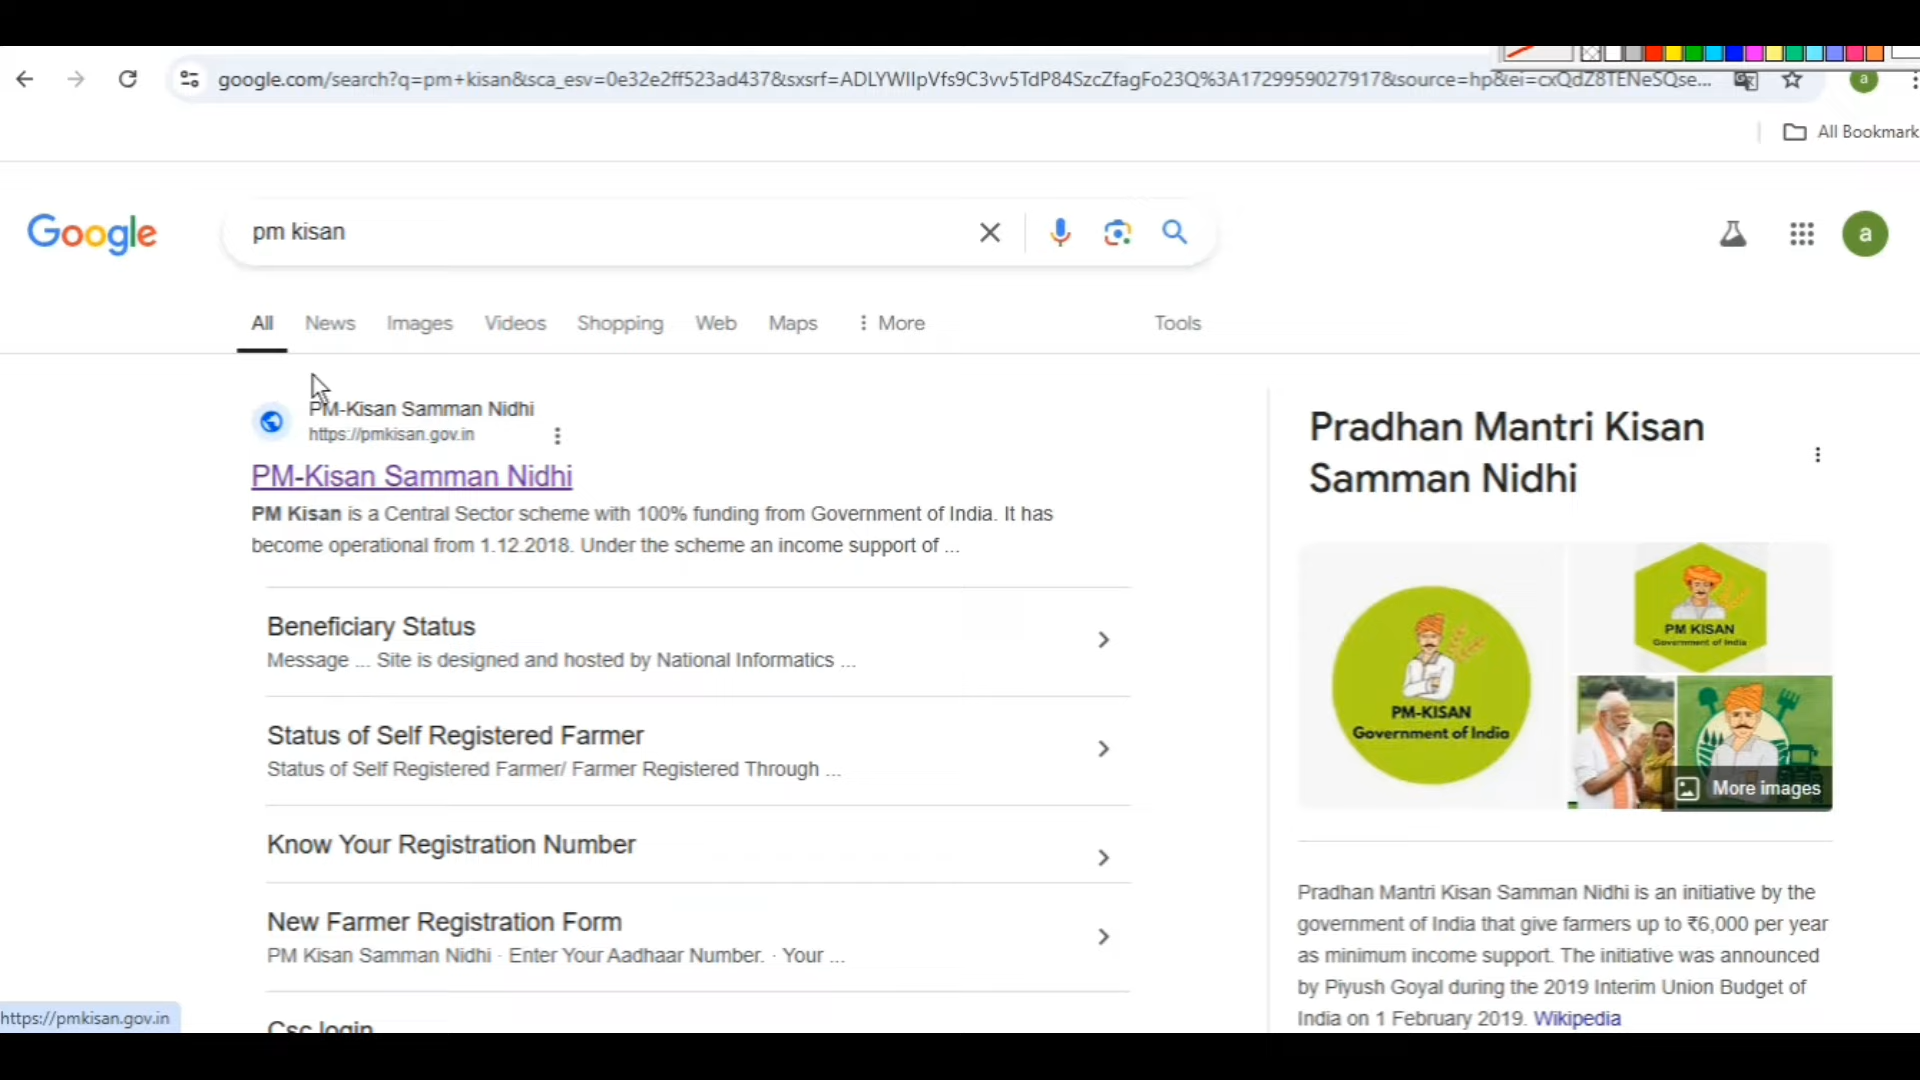 google.com/search?q=pm+kisan&sca_esv=0e32e2ff523ad437&sxsrf=ADLYWIIpVfs9C3vv5TdP84SzcZfagFo23Q%3A1729959027917&source=hp&ei=cxQdZ8TENeSQse...
a
All Bookmark
Google
pm kisan
a
All
News
Images
Videos
Shopping
Web
Maps
More
Tools
PM-Kisan Samman Nidhi
https://pmkisan.gov.in
PM-Kisan Samman Nidhi
PM Kisan is a Central Sector scheme with 100% funding from Government of India. It has
become operational from 1.12.2018. Under the scheme an income support of ...
Beneficiary Status
Message ... Site is designed and hosted by National Informatics ...
Status of Self Registered Farmer
Status of Self Registered Farmer/ Farmer Registered Through ...
Know Your Registration Number
New Farmer Registration Form
PM Kisan Samman Nidhi · Enter Your Aadhaar Number. · Your ...
Csc login
https://pmkisan.gov.in
Pradhan Mantri Kisan
Samman Nidhi
PM-KISAN
Government of India
PM KISAN
Government of India
More images
Pradhan Mantri Kisan Samman Nidhi is an initiative by the
government of India that give farmers up to ₹6,000 per year
as minimum income support. The initiative was announced
by Piyush Goyal during the 2019 Interim Union Budget of
India on 1 February 2019. Wikipedia